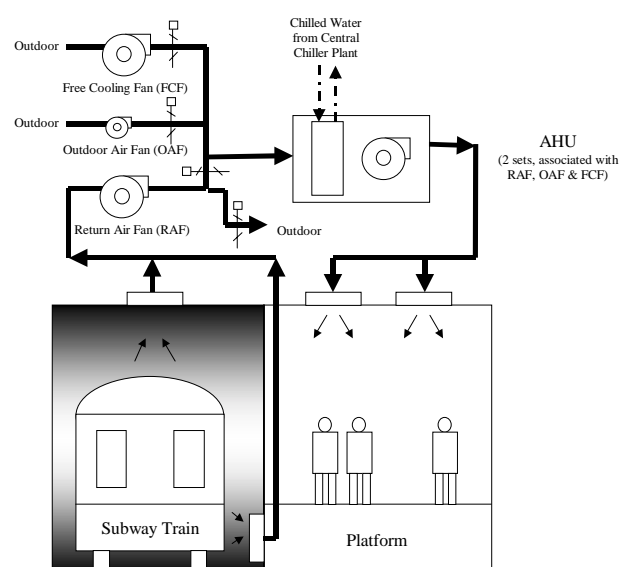 Chilled Water
from Central
Chiller Plant
Outdoor
Free Cooling Fan (FCF)
Outdoor
Outdoor Air Fan (OAF)
AHU
(2 sets, associated with
RAF, OAF & FCF)
Return Air Fan (RAF)
Outdoor
Subway Train
Platform